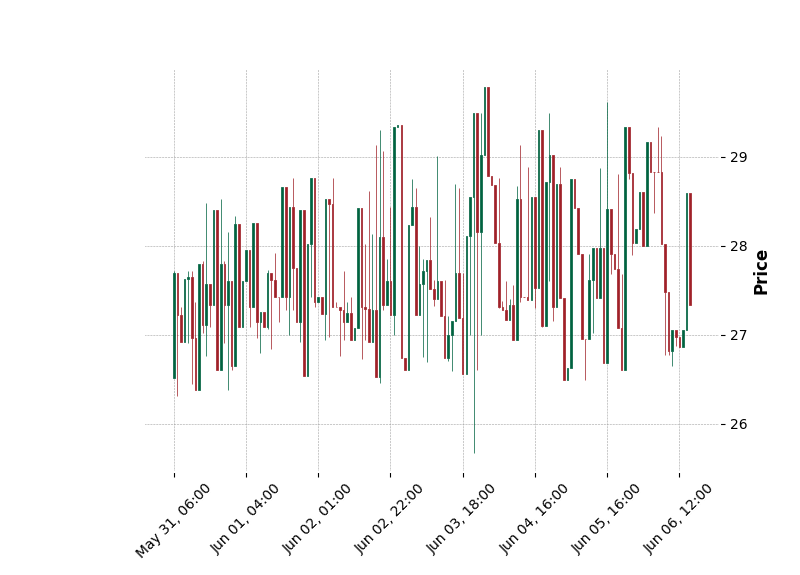 29
28
27
26
Price
May 31, 06:00
Jun 01, 04:00
Jun 02, 01:00
Jun 02, 22:00
Jun 03, 18:00
Jun 04, 16:00
Jun 05, 16:00
Jun 06, 12:00